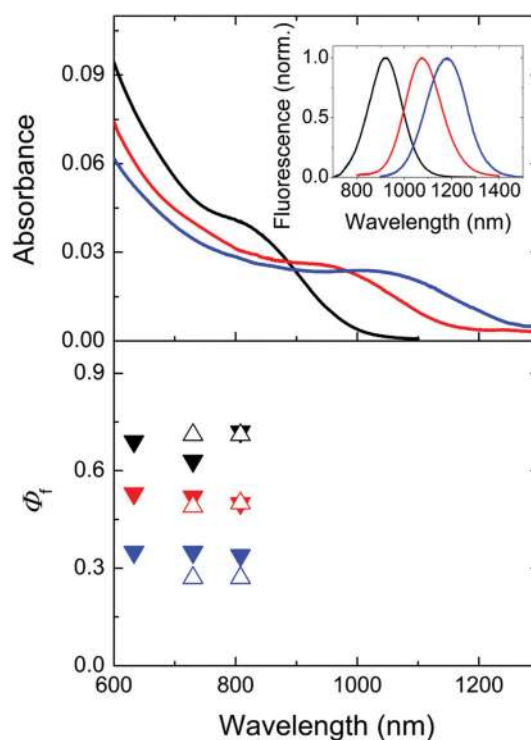 Absorbance
0.09
0.06
0.03
0.00
Fluorescence (norm.)
1.0
0.5
0.0
800 1000 1200 1400
Wavelength (nm)
Φf
0.9
0.6
0.3
0.0
600 800 1000 1200
Wavelength (nm)